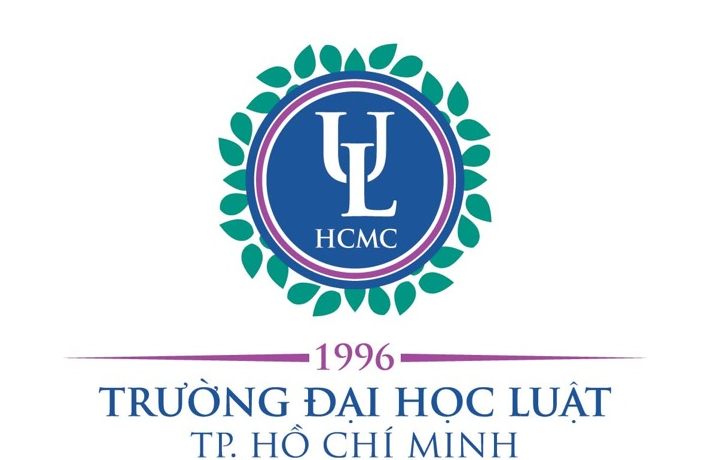 UL
HCMC
1996
TRƯỜNG ĐẠI HỌC LUẬT
TP. HỒ CHÍ MINH